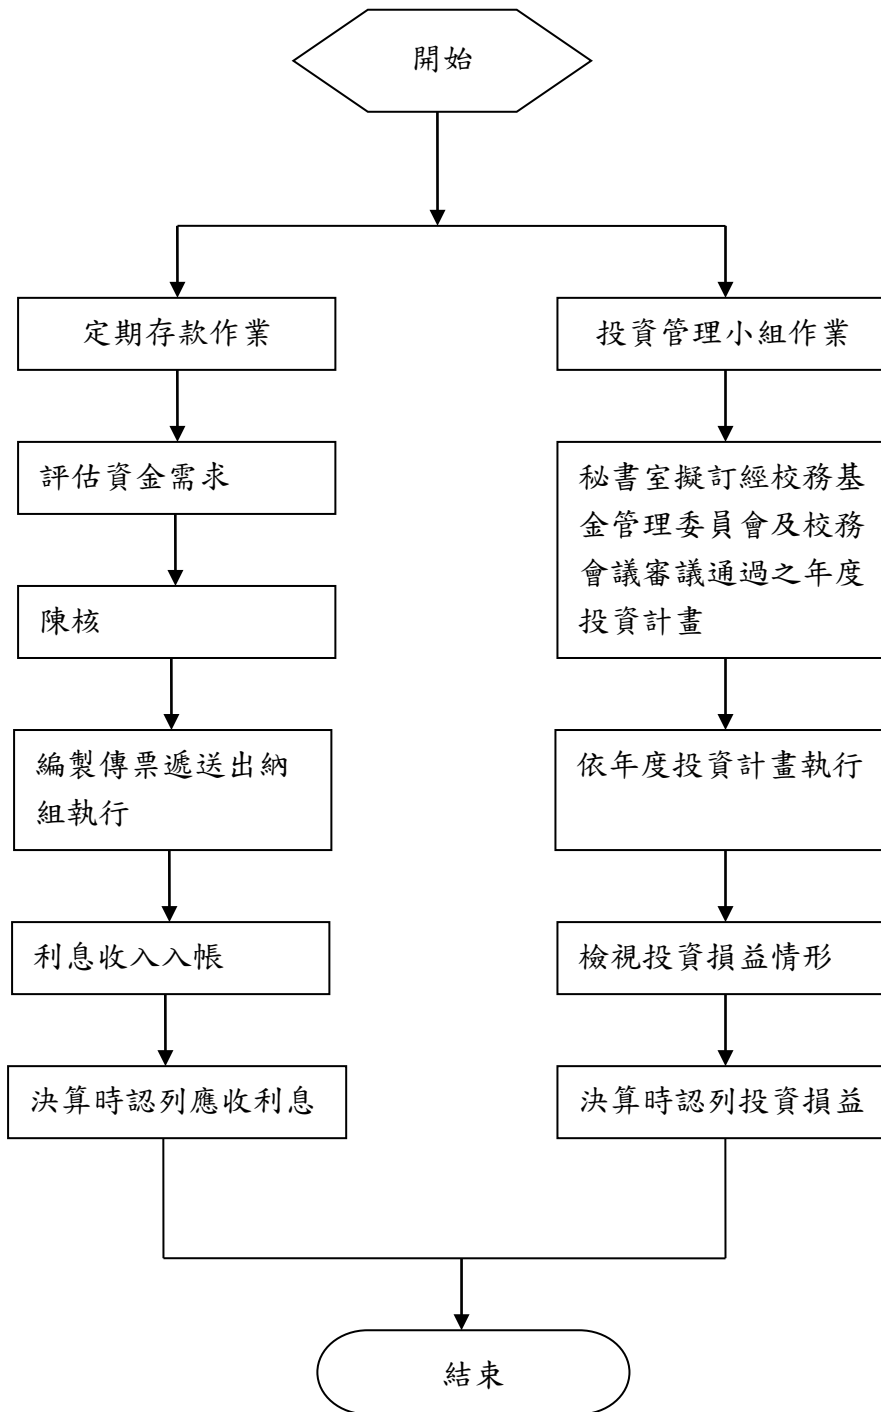 開始
定期存款作業
評估資金需求
陳核
編製傳票遞送出納
組執行
利息收入入帳
決算時認列應收利息
投資管理小組作業
秘書室擬訂經校務基
金管理委員會及校務
會議審議通過之年度
投資計畫
依年度投資計畫執行
檢視投資損益情形
決算時認列投資損益
結束